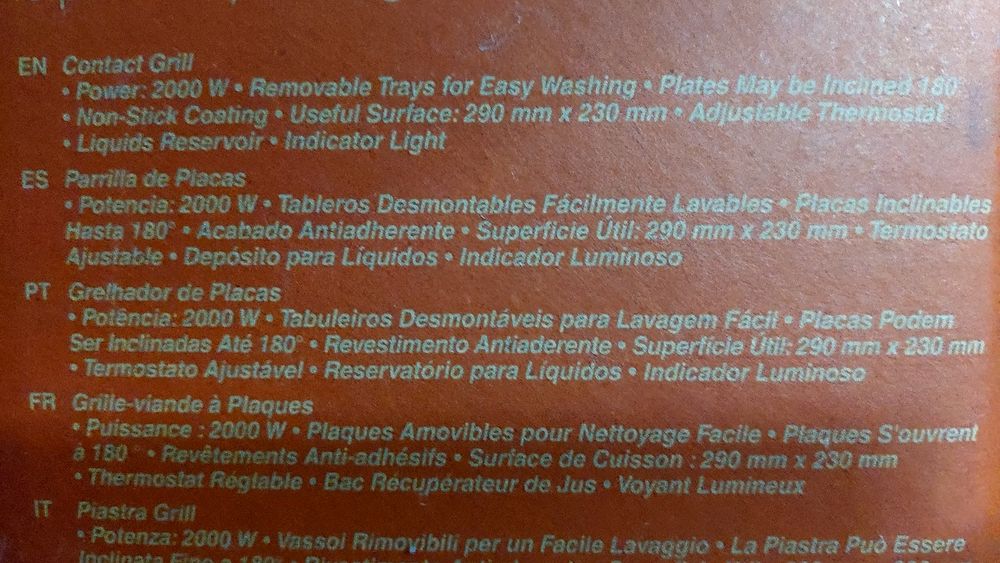 EN Contact Grill
• Power: 2000 W • Removable Trays for Easy Washing • Plates May be Inclined 180°
• Non-Stick Coating • Useful Surface: 290 mm x 230 mm • Adjustable Thermostat
• Liquids Reservoir • Indicator Light
ES Parrilla de Placas
• Potencia: 2000 W • Tableros Desmontables Fácilmente Lavables • Placas Inclinables
Hasta 180° • Acabado Antiadherente • Superficie Útil: 290 mm x 230 mm • Termostato
Ajustable • Depósito para Líquidos • Indicador Luminoso
PT Grelhador de Placas
• Potência: 2000 W • Tabuleiros Desmontáveis para Lavagem Fácil • Placas Podem
Ser Inclinadas Até 180° • Revestimento Antiaderente • Superfície Útil: 290 mm x 230 mm
• Termostato Ajustável • Reservatório para Líquidos • Indicador Luminoso
FR Grille-viande à Plaques
• Puissance : 2000 W • Plaques Amovibles pour Nettoyage Facile • Plaques S'ouvrent
à 180 ° • Revêtements Anti-adhésifs • Surface de Cuisson : 290 mm x 230 mm
• Thermostat Réglable • Bac Récupérateur de Jus • Voyant Lumineux
IT Piastra Grill
• Potenza: 2000 W • Vassoi Rimovibili per un Facile Lavaggio • La Piastra Può Essere
Inclinata Fino a 180°